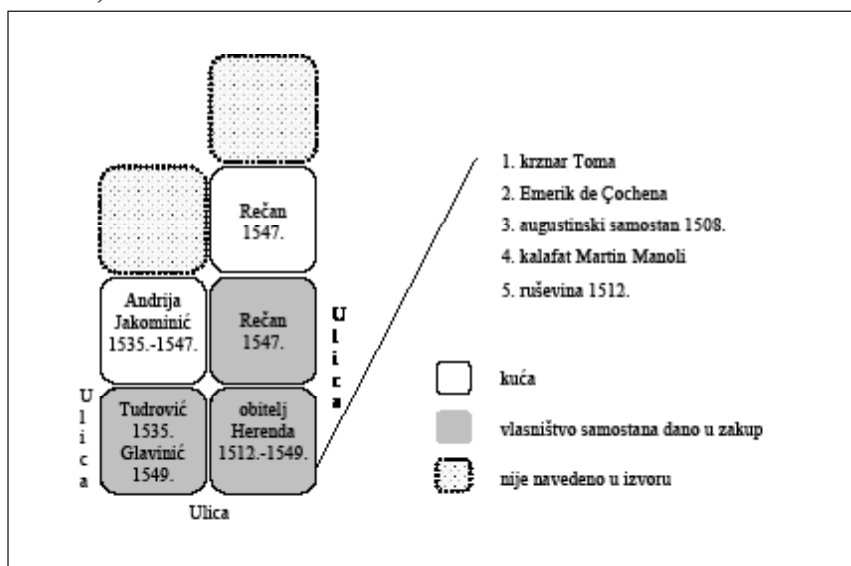 Rečan
1547.
Andrija
Jakominić
1535.-1547.
Rečan
1547.
Ulica
Ulica
Tudrović
1535.
Glavinić
1549.
obitelj
Herenda
1512.-1549.
Ulica
1. krznar Toma
2. Emerik de Çochena
3. augustinski samostan 1508.
4. kalafat Martin Manoli
5. ruševina 1512.
kuća
vlasništvo samostana dano u zakup
nije navedeno u izvoru